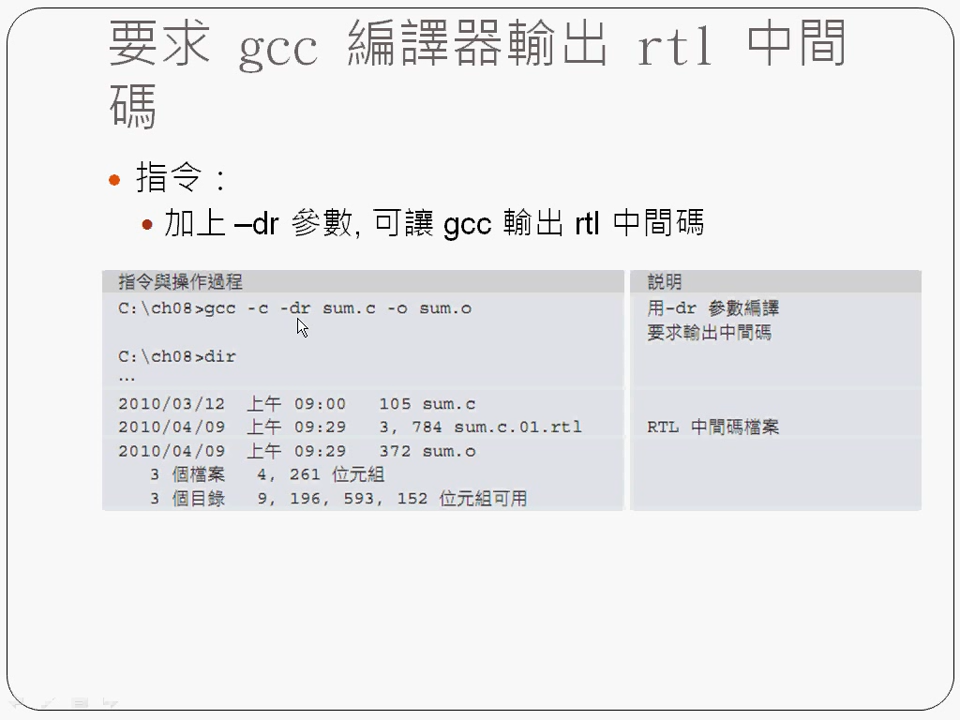 要求 gcc 編譯器輸出 rtl 中間
碼
指令：
加上 –dr 參數, 可讓 gcc 輸出 rtl 中間碼
指令與操作過程 說明
C:\ch08>gcc -c -dr sum.c -o sum.o 用-dr 參數編譯
要求輸出中間碼
C:\ch08>dir
…
2010/03/12 上午 09:00 105 sum.c
2010/04/09 上午 09:29 3, 784 sum.c.01.rtl RTL 中間碼檔案
2010/04/09 上午 09:29 372 sum.o
3 個檔案 4, 261 位元組
3 個目錄 9, 196, 593, 152 位元組可用